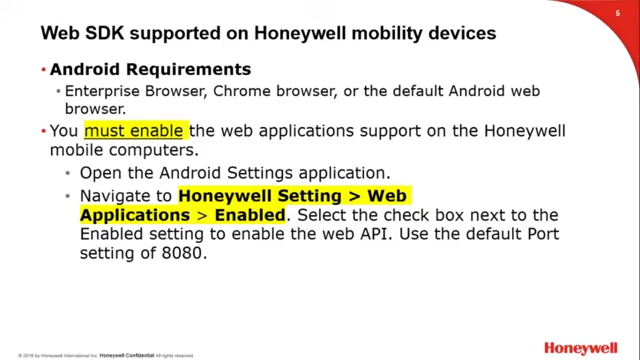 5
Web SDK supported on Honeywell mobility devices
• Android Requirements
• Enterprise Browser, Chrome browser, or the default Android web
browser.
• You must enable the web applications support on the Honeywell
mobile computers.
• Open the Android Settings application.
• Navigate to Honeywell Setting > Web
Applications > Enabled. Select the check box next to the
Enabled setting to enable the web API. Use the default Port
setting of 8080.
© 2018 by Honeywell International Inc. Honeywell Confidential All rights reserved.
Honeywell